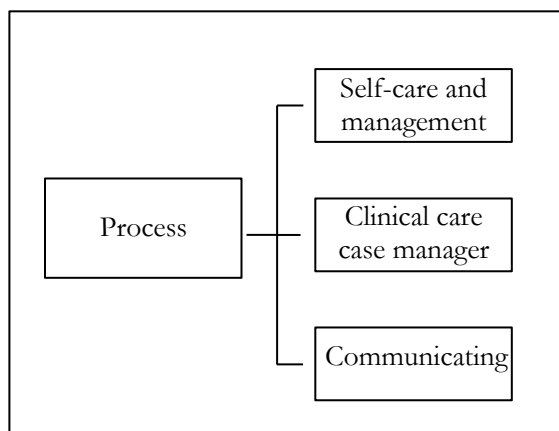 Self-care and
management
Process
Clinical care
case manager
Communicating